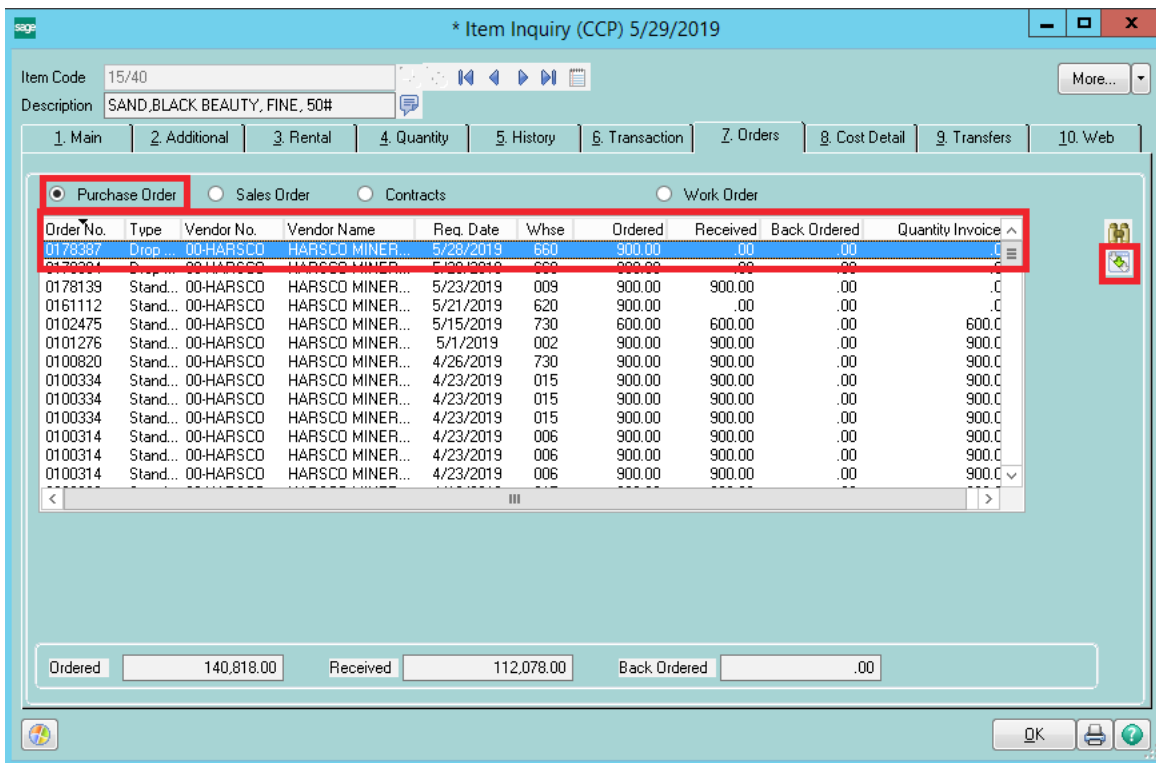 sage * Item Inquiry (CCP) 5/29/2019
Item Code 15/40 More...
Description SAND,BLACK BEAUTY, FINE, 50#
1. Main 2. Additional 3. Rental 4. Quantity 5. History 6. Transaction 7. Orders 8. Cost Detail 9. Transfers 10. Web
Purchase Order Sales Order Contracts Work Order
Order No. Type Vendor No. Vendor Name Req. Date Whse Ordered Received Back Ordered Quantity Invoice
0178387 Drop ... 00-HARSCO HARSCO MINER... 5/28/2019 660 900.00 .00 .00 .0
0178139 Stand... 00-HARSCO HARSCO MINER... 5/23/2019 009 900.00 900.00 .00 .0
0161112 Stand... 00-HARSCO HARSCO MINER... 5/21/2019 620 900.00 .00 .00 .0
0102475 Stand... 00-HARSCO HARSCO MINER... 5/15/2019 730 600.00 600.00 .00 600.0
0101276 Stand... 00-HARSCO HARSCO MINER... 5/1/2019 002 900.00 900.00 .00 900.0
0100820 Stand... 00-HARSCO HARSCO MINER... 4/26/2019 730 900.00 900.00 .00 900.0
0100334 Stand... 00-HARSCO HARSCO MINER... 4/23/2019 015 900.00 900.00 .00 900.0
0100334 Stand... 00-HARSCO HARSCO MINER... 4/23/2019 015 900.00 900.00 .00 900.0
0100334 Stand... 00-HARSCO HARSCO MINER... 4/23/2019 015 900.00 900.00 .00 900.0
0100314 Stand... 00-HARSCO HARSCO MINER... 4/23/2019 006 900.00 900.00 .00 900.0
0100314 Stand... 00-HARSCO HARSCO MINER... 4/23/2019 006 900.00 900.00 .00 900.0
0100314 Stand... 00-HARSCO HARSCO MINER... 4/23/2019 006 900.00 900.00 .00 900.0
Ordered 140,818.00 Received 112,078.00 Back Ordered .00
OK